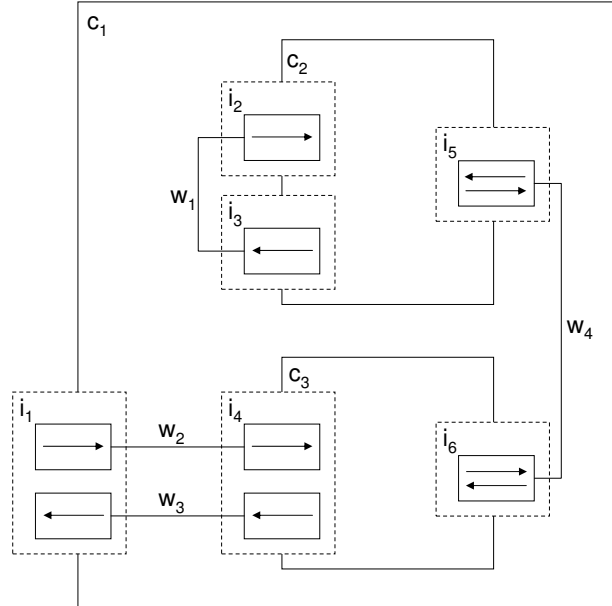 c₁
c₂
i₂
i₅
w₁
i₃
w₄
c₃
i₁
w₂
i₄
i₆
w₃